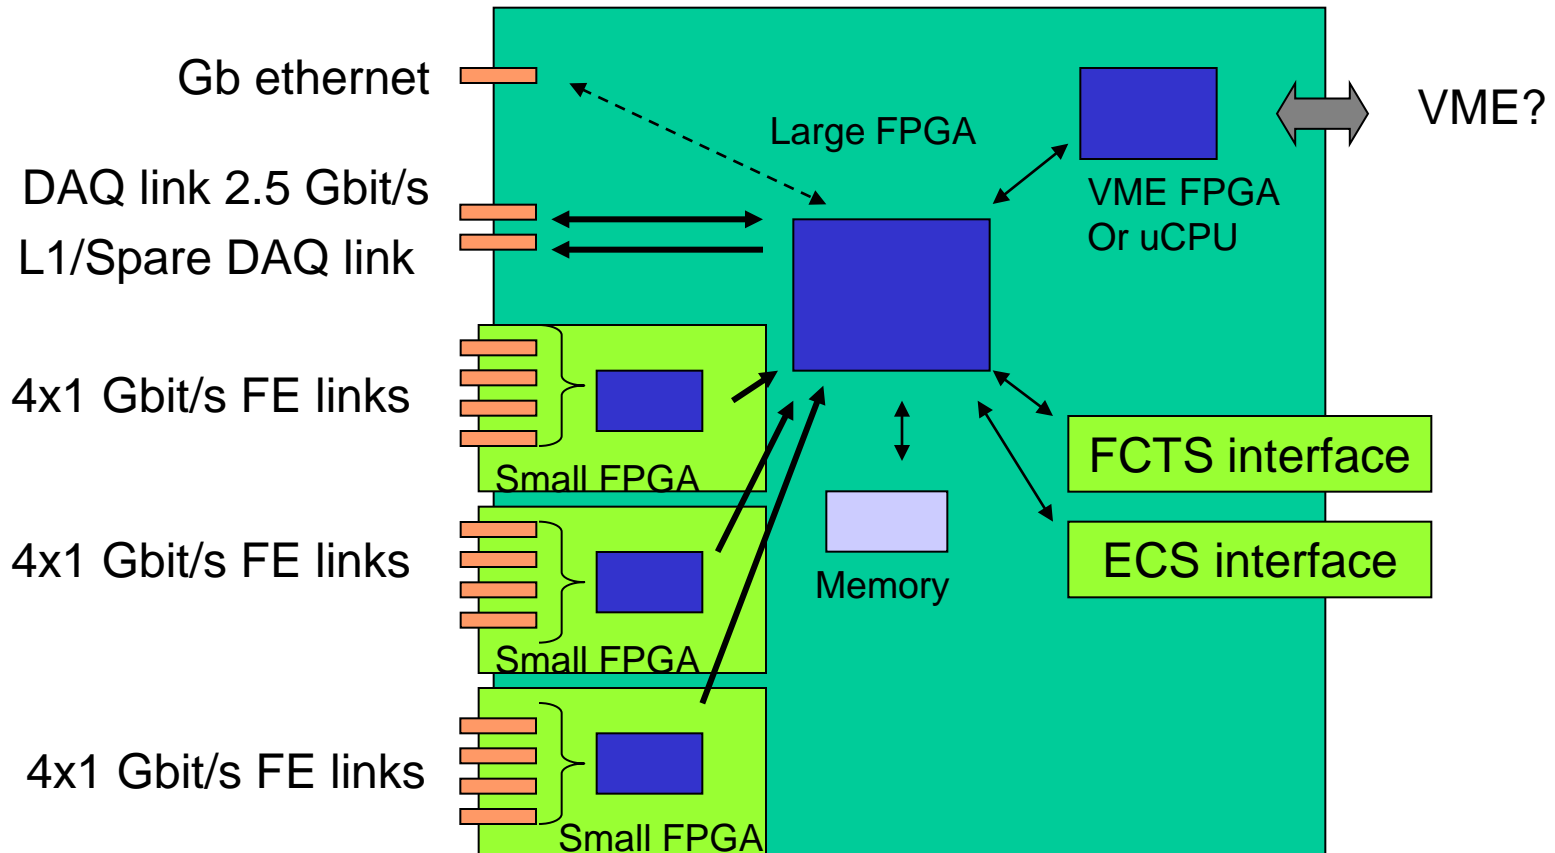 Gb ethernet
Large FPGA
VME?
DAQ link 2.5 Gbit/s
L1/Spare DAQ link
VME FPGA
Or uCPU
4x1 Gbit/s FE links
Small FPGA
FCTS interface
4x1 Gbit/s FE links
Small FPGA
Memory
ECS interface
4x1 Gbit/s FE links
Small FPGA